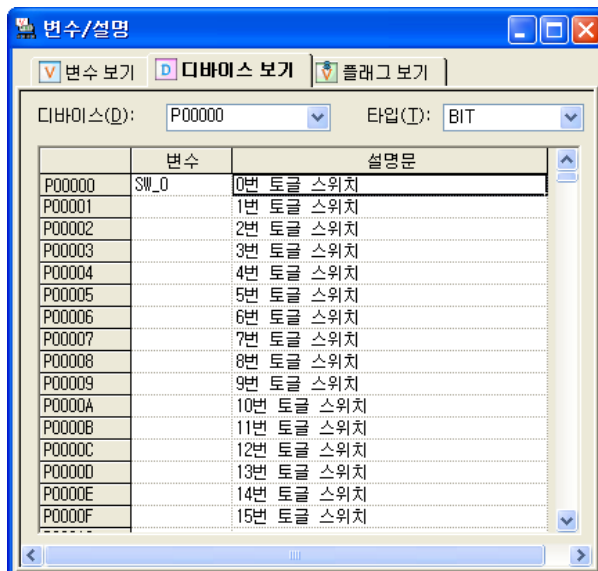 변수/설명
변수 보기 디바이스 보기 플래그 보기
디바이스(D): P00000 타입(T): BIT
변수 설명문
P00000 SW_0 0번 토글 스위치
P00001 1번 토글 스위치
P00002 2번 토글 스위치
P00003 3번 토글 스위치
P00004 4번 토글 스위치
P00005 5번 토글 스위치
P00006 6번 토글 스위치
P00007 7번 토글 스위치
P00008 8번 토글 스위치
P00009 9번 토글 스위치
P0000A 10번 토글 스위치
P0000B 11번 토글 스위치
P0000C 12번 토글 스위치
P0000D 13번 토글 스위치
P0000E 14번 토글 스위치
P0000F 15번 토글 스위치